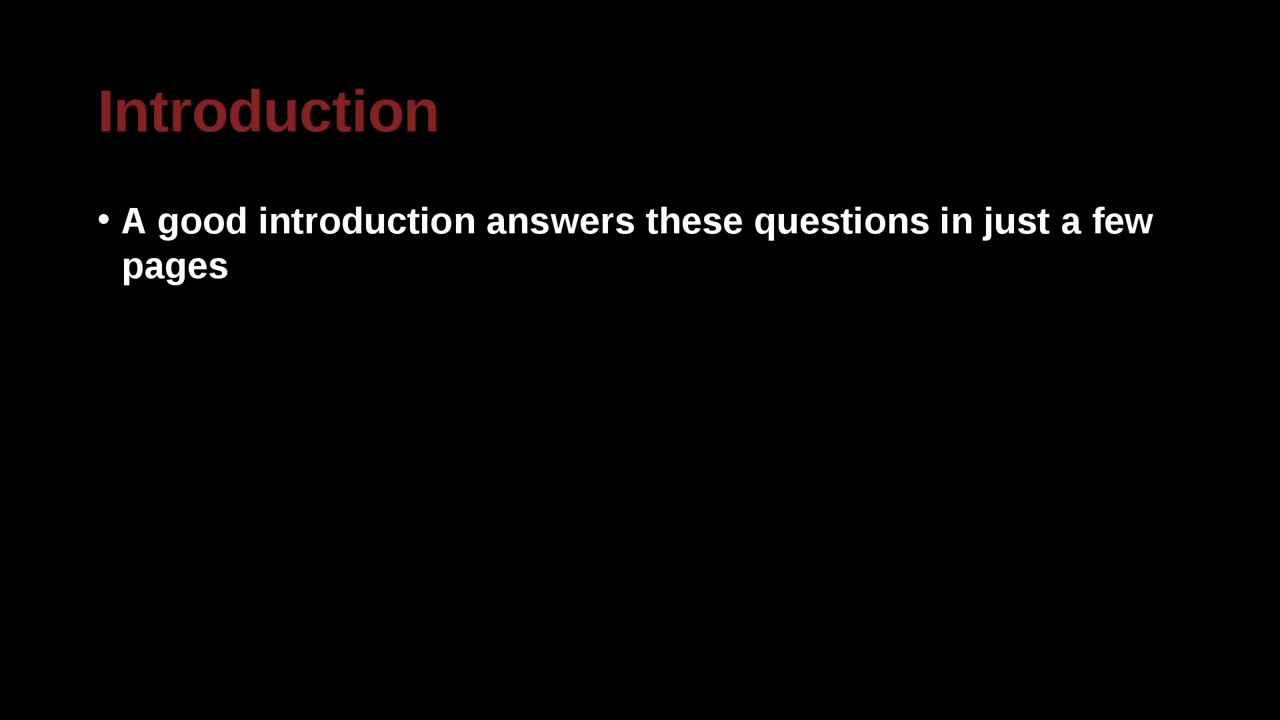 Introduction
• A good introduction answers these questions in just a few
pages